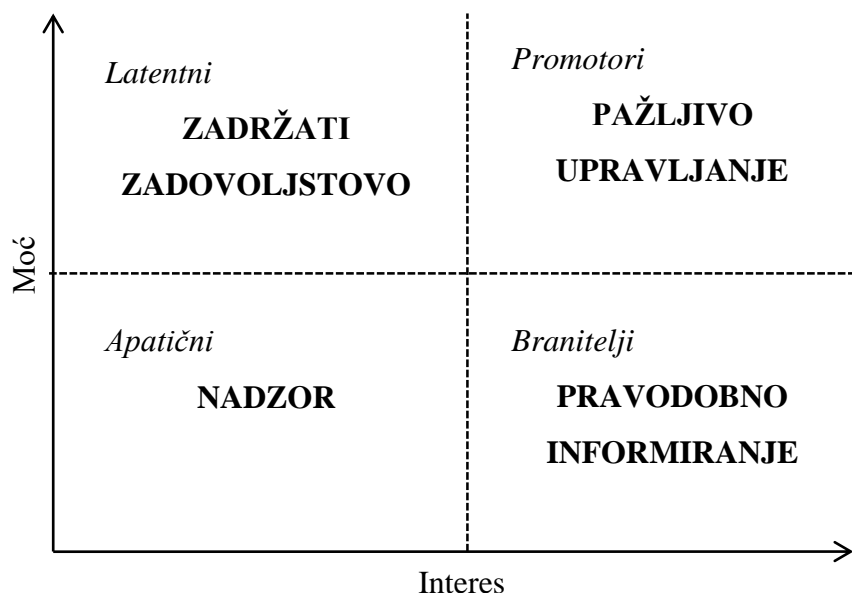 Latentni
ZADRŽATI
ZADOVOLJSTOVO
Promotori
PAŽLJIVO
UPRAVLJANJE
Moć
Apatični
NADZOR
Branitelji
PRAVODOBNO
INFORMIRANJE
Interes